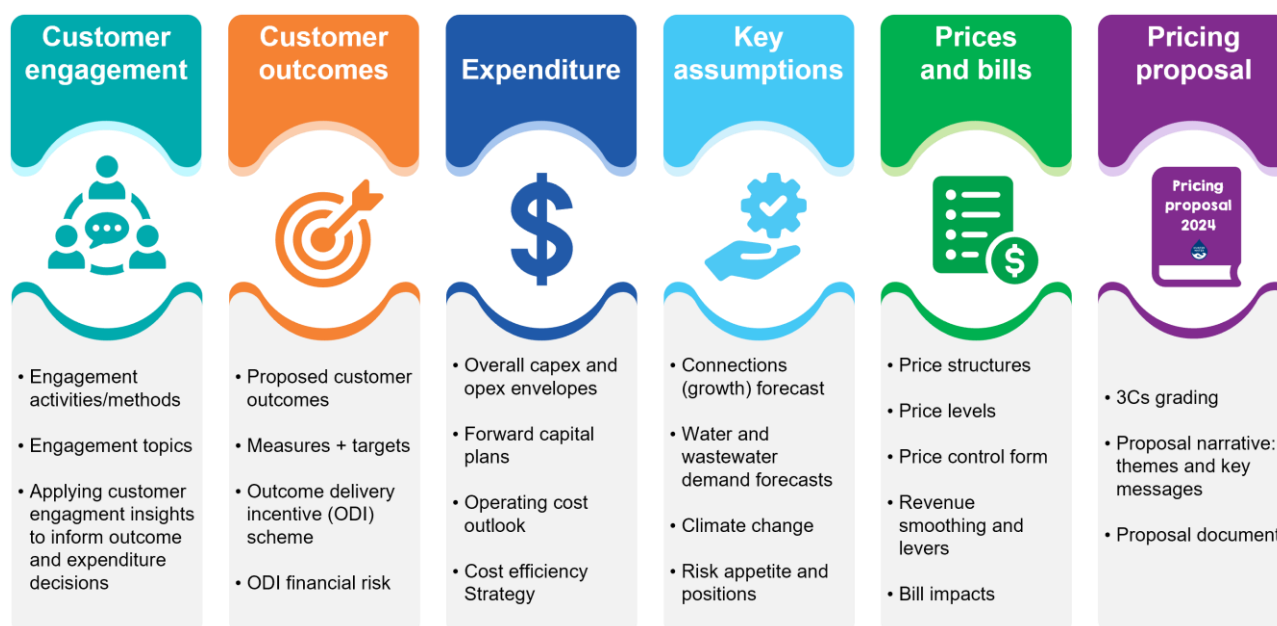 Customer
engagement
• Engagement
activities/methods
• Engagement topics
• Applying customer
engagment insights
to inform outcome
and expenditure
decisions
Customer
outcomes
• Proposed customer
outcomes
• Measures + targets
• Outcome delivery
incentive (ODI)
scheme
• ODI financial risk
Expenditure
$
• Overall capex and
opex envelopes
• Forward capital
plans
• Operating cost
outlook
• Cost efficiency
Strategy
Key
assumptions
• Connections
(growth) forecast
• Water and
wastewater
demand forecasts
• Climate change
• Risk appetite and
positions
Prices
and bills
$
• Price structures
• Price levels
• Price control form
• Revenue
smoothing and
levers
• Bill impacts
Pricing
proposal
Pricing
proposal
2024
• 3Cs grading
• Proposal narrative:
themes and key
messages
• Proposal document